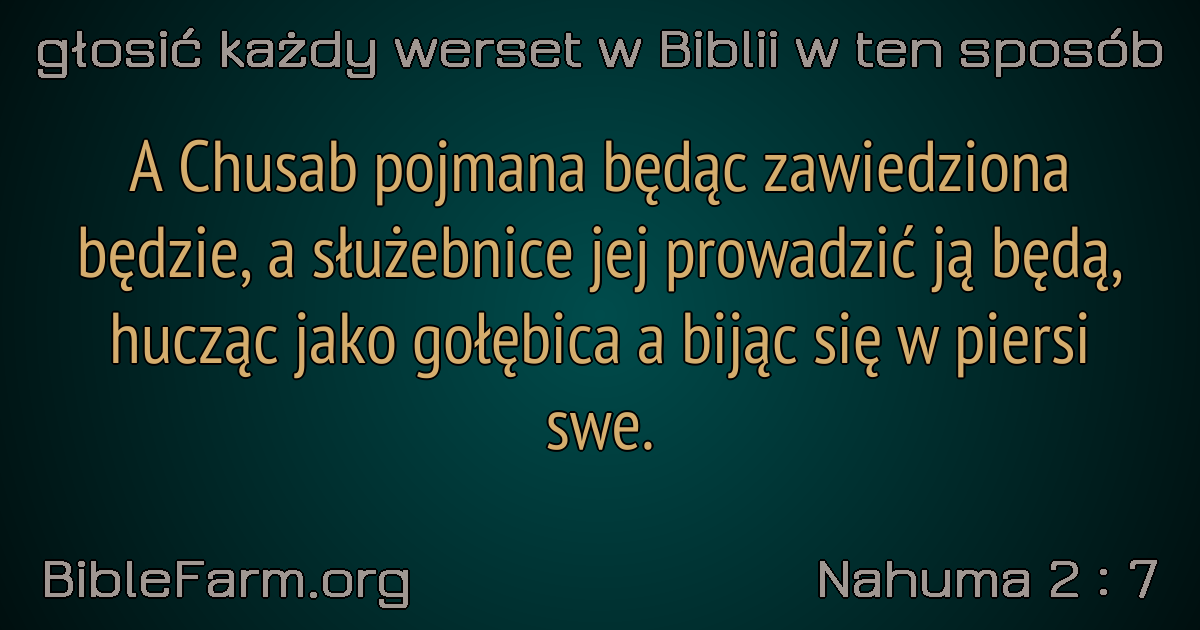 głosić każdy werset w Biblii w ten sposób
A Chusab pojmana będąc zawiedziona
będzie, a służebnice jej prowadzić ją będą,
hucząc jako gołębica a bijąc się w piersi
swe.
BibleFarm.org
Nahuma 2 : 7